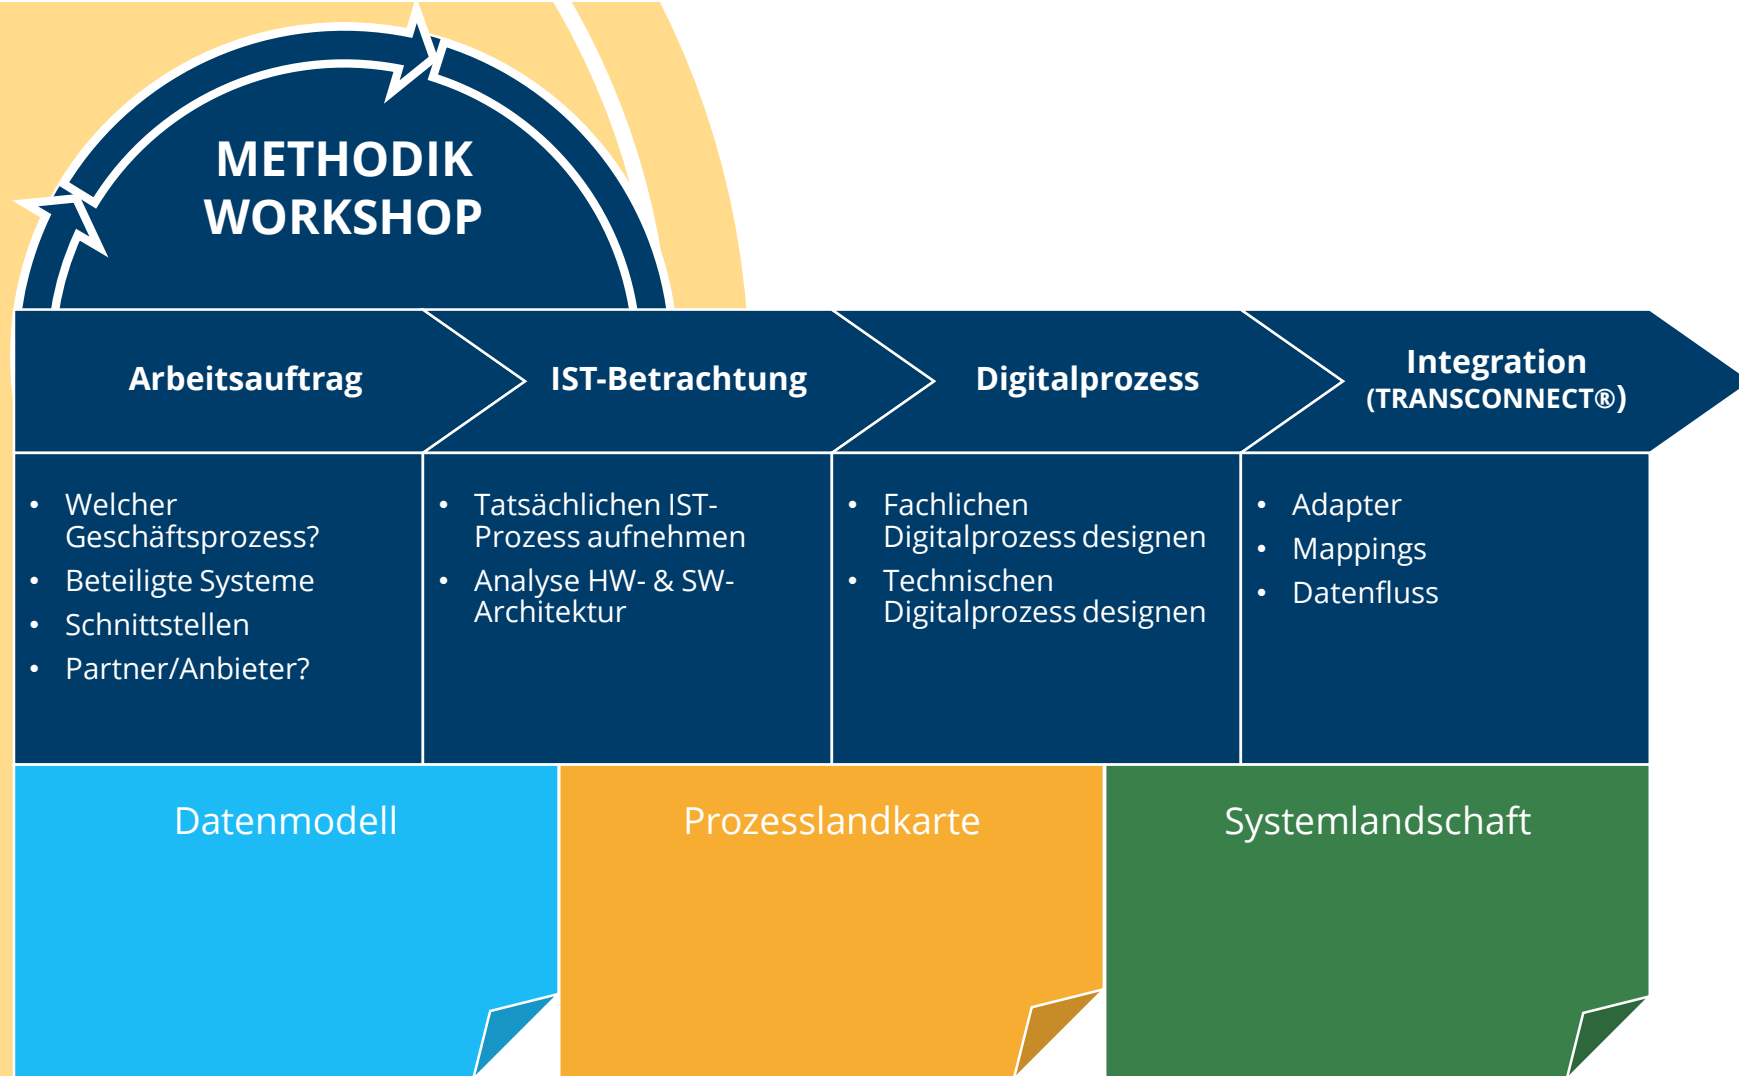 METHODIK
WORKSHOP
Arbeitsauftrag
IST-Betrachtung
Digitalprozess
Integration
(TRANSCONNECT®)
• Welcher
Geschäftsprozess?
• Beteiligte Systeme
• Schnittstellen
• Partner/Anbieter?
• Tatsächlichen IST-
Prozess aufnehmen
• Analyse HW- & SW-
Architektur
• Fachlichen
Digitalprozess designen
• Technischen
Digitalprozess designen
• Adapter
• Mappings
• Datenfluss
Datenmodell
Prozesslandkarte
Systemlandschaft